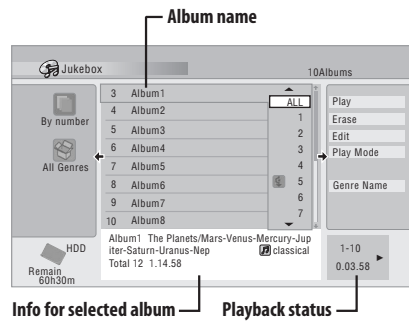 Album name
Jukebox
10Albums
By number
All Genres
3 Album1
4 Album2
5 Album3
6 Album4
7 Album5
8 Album6
9 Album7
10 Album8
ALL
1
2
3
4
5
6
7
Play
Erase
Edit
Play Mode
Genre Name
HDD
Remain
60h30m
Album1 The Planets/Mars-Venus-Mercury-Jup
iter-Saturn-Uranus-Nep classical
Total 12 1.14.58
1-10
0.03.58
Info for selected album
Playback status